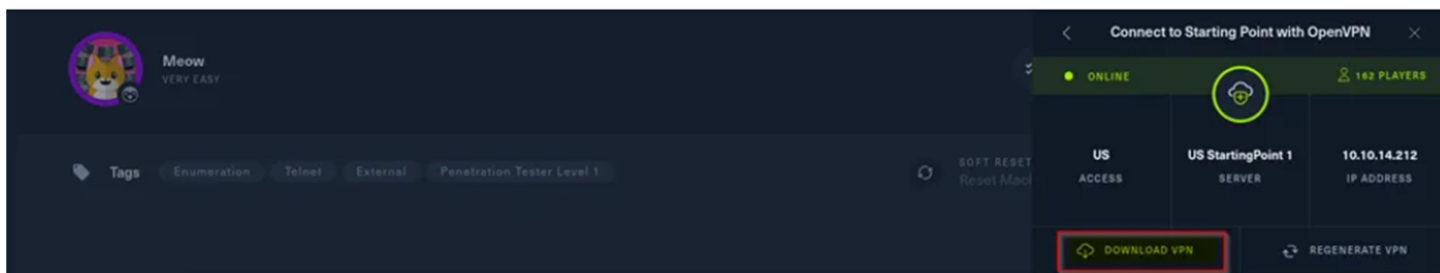 Meow
VERY EASY
Tags Enumeration Telnet External Penetration Tester Level 1
SOFT RESET
Reset Mach
Connect to Starting Point with OpenVPN
ONLINE
162 PLAYERS
US
ACCESS
US StartingPoint 1
SERVER
10.10.14.212
IP ADDRESS
DOWNLOAD VPN
REGENERATE VPN